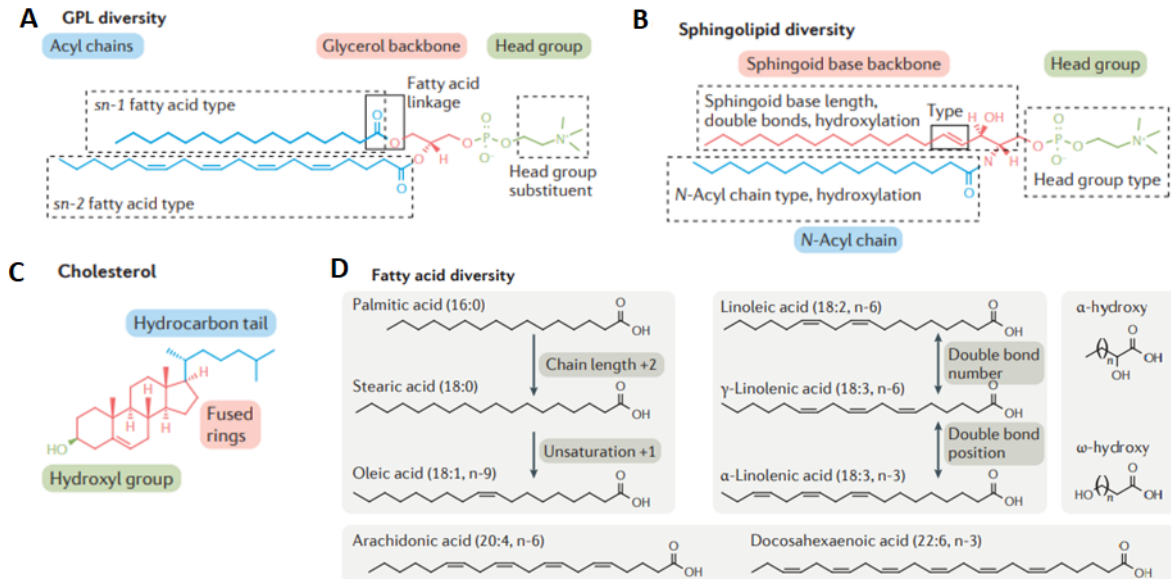 A
GPL diversity
Acyl chains
Glycerol backbone
Head group
sn-1 fatty acid type
Fatty acid
linkage
O
O
O
O
P
O
O⁻
O
N⁺
H
O
Head group
substituent
sn-2 fatty acid type
B
Sphingolipid diversity
Sphingoid base backbone
Head group
Sphingoid base length,
double bonds, hydroxylation
Type
H
OH
O
O
P
O
O⁻
N⁺
N
H
H
O
N-Acyl chain type, hydroxylation
Head group type
N-Acyl chain
C
Cholesterol
Hydrocarbon tail
H
H
H
H
Fused
rings
HO
Hydroxyl group
D
Fatty acid diversity
Palmitic acid (16:0)
O
OH
Chain length +2
Stearic acid (18:0)
O
OH
Unsaturation +1
Oleic acid (18:1, n-9)
O
OH
Linoleic acid (18:2, n-6)
O
OH
Double bond
number
γ-Linolenic acid (18:3, n-6)
O
OH
Double bond
position
α-Linolenic acid (18:3, n-3)
O
OH
α-hydroxy
O
( )n
OH
OH
ω-hydroxy
O
HO ( )n OH
Arachidonic acid (20:4, n-6)
O
OH
Docosahexaenoic acid (22:6, n-3)
O
OH